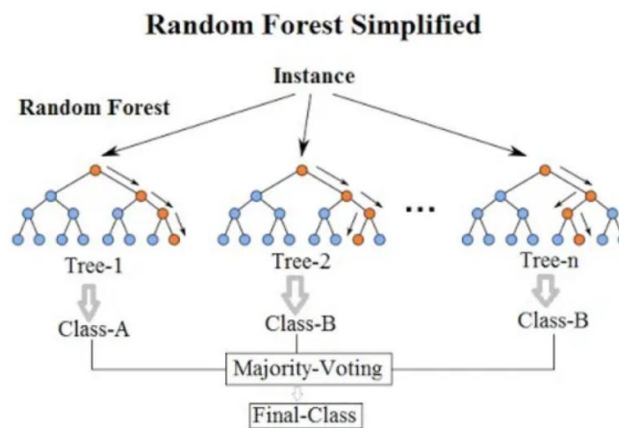 Random Forest Simplified
Instance
Random Forest
...
Tree-1
Tree-2
Tree-n
Class-A
Class-B
Class-B
Majority-Voting
Final-Class